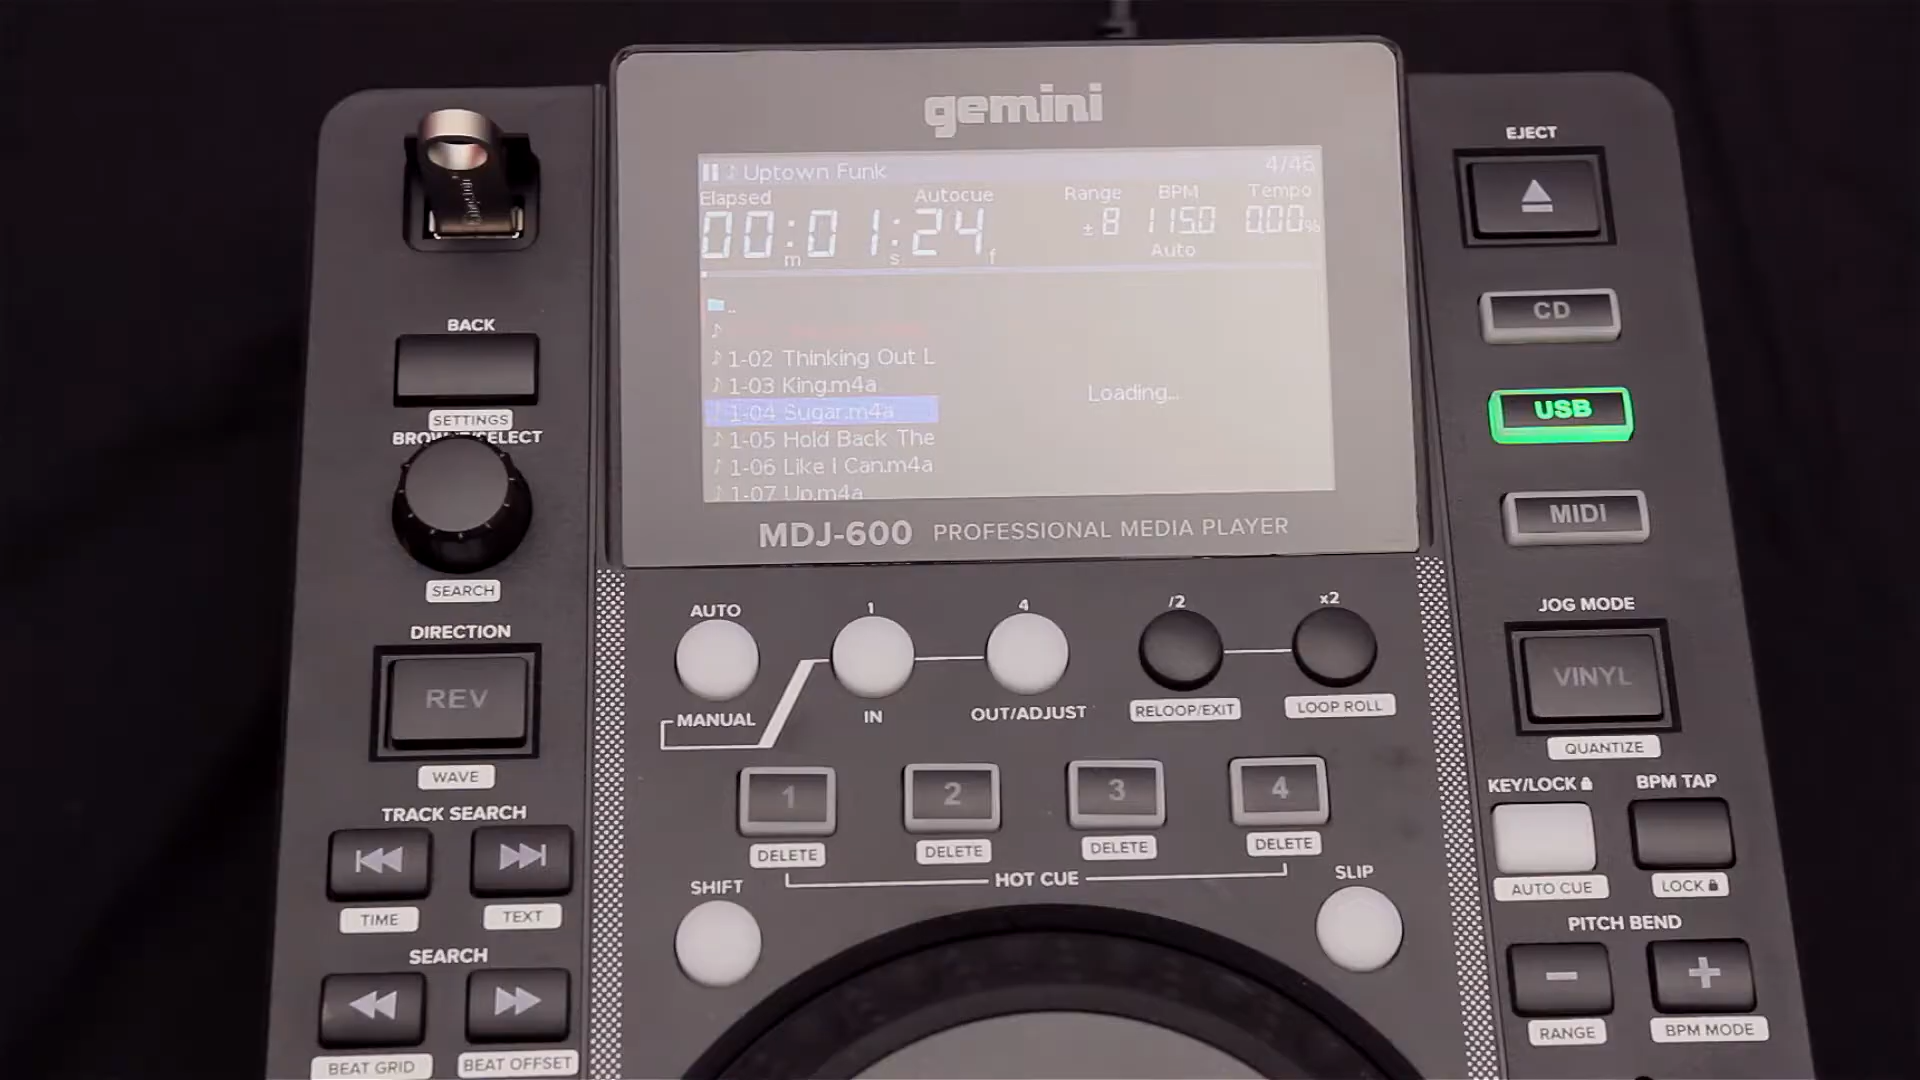 gemini
Uptown Funk 4/46
Elapsed Autocue Range BPM Tempo
00:01:24 ±8 115.0 0.00%
m s f Auto
..
1-02 Thinking Out L
1-03 King.m4a
1-04 Sugar.m4a
1-05 Hold Back The
1-06 Like I Can.m4a
1-07 Up.m4a
Loading...
MDJ-600 PROFESSIONAL MEDIA PLAYER
BACK
SETTINGS
BROWSE/SELECT
SEARCH
DIRECTION
REV
WAVE
TRACK SEARCH
TIME
TEXT
SEARCH
BEAT GRID
BEAT OFFSET
AUTO
MANUAL
1
IN
4
OUT/ADJUST
/2
RELOOP/EXIT
x2
LOOP ROLL
1
2
3
4
DELETE
DELETE
DELETE
DELETE
HOT CUE
SHIFT
SLIP
EJECT
CD
USB
MIDI
JOG MODE
VINYL
QUANTIZE
KEY/LOCK
BPM TAP
AUTO CUE
LOCK
PITCH BEND
RANGE
BPM MODE